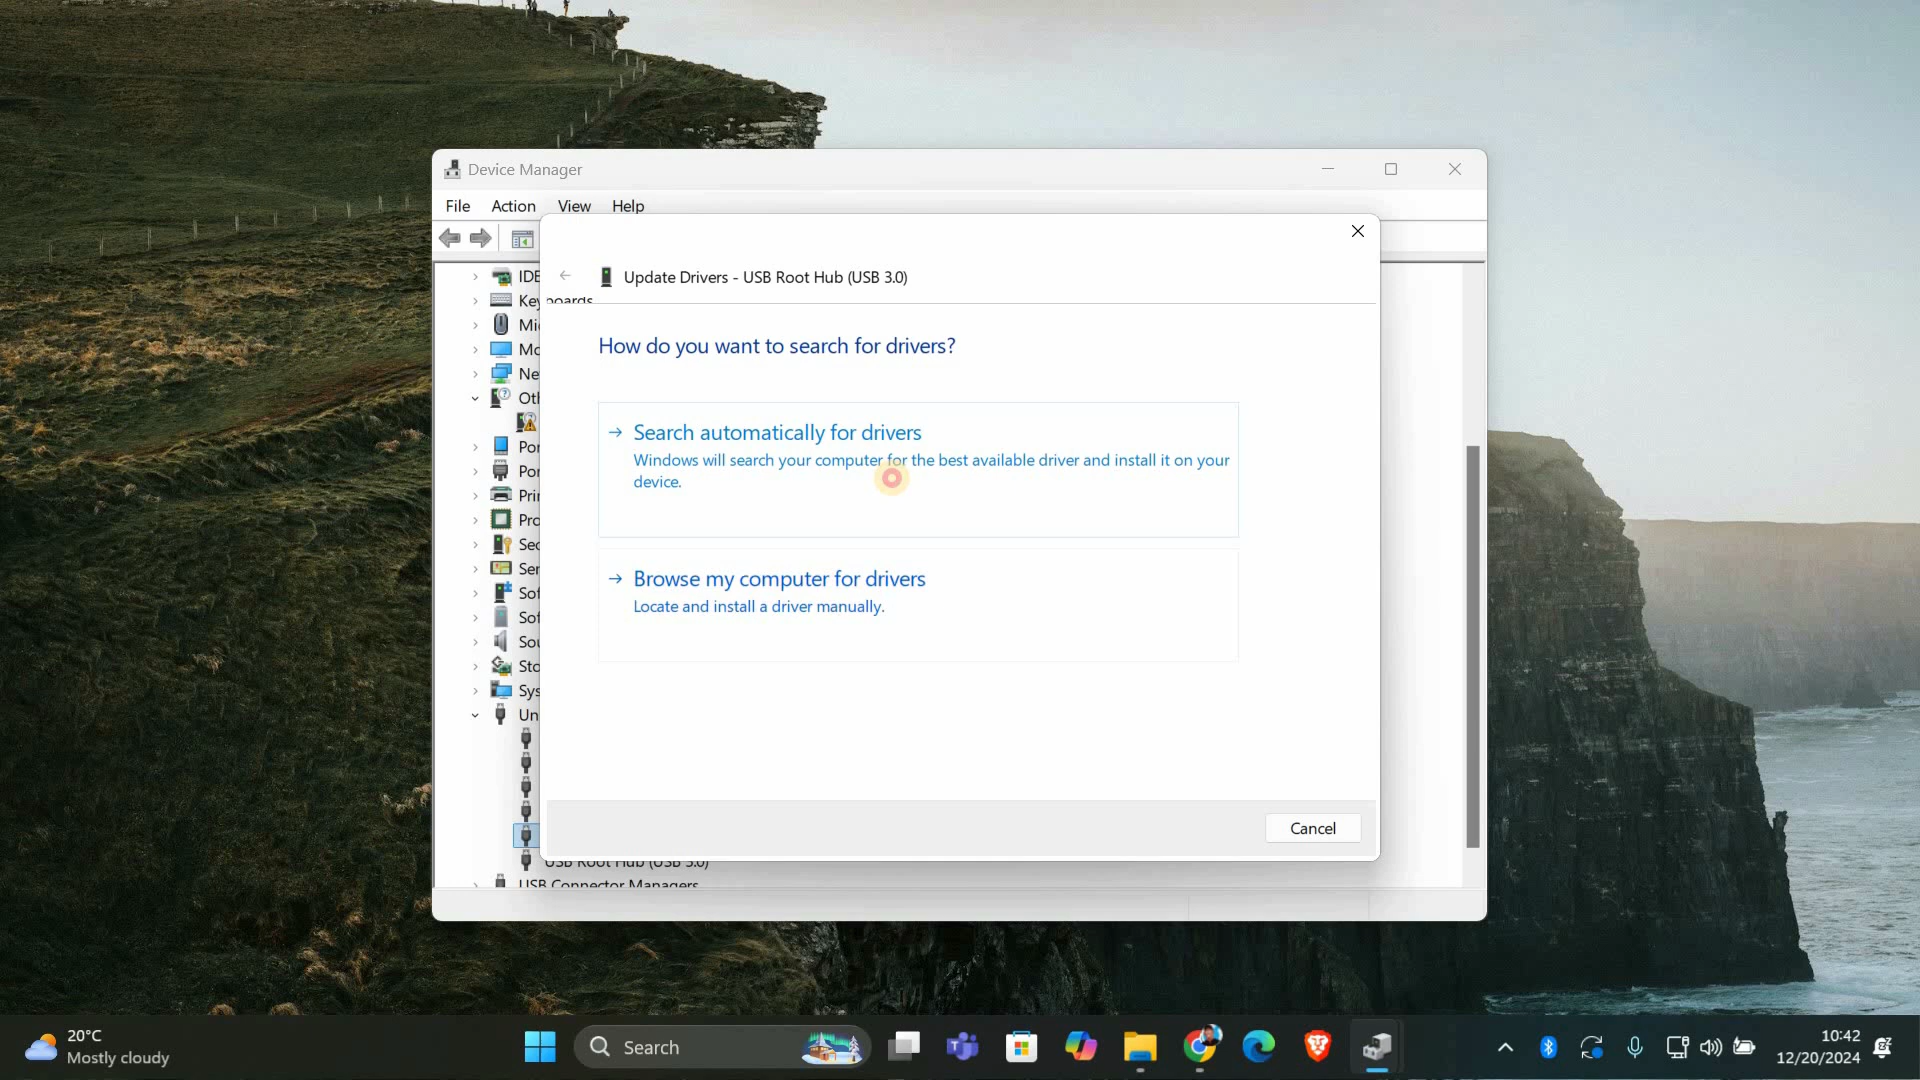 Device Manager
File Action View Help
Update Drivers - USB Root Hub (USB 3.0)
How do you want to search for drivers?
Search automatically for drivers
Windows will search your computer for the best available driver and install it on your
device.
Browse my computer for drivers
Locate and install a driver manually.
Cancel
IDE
Keyboards
Mic
Mo
Ne
Oth
Por
Por
Prin
Pro
Sec
Sen
Sof
Sof
Sou
Sto
Sys
Un
USB Root Hub (USB 3.0)
USB Connector Managers
20°C
Mostly cloudy
Search
10:42
12/20/2024